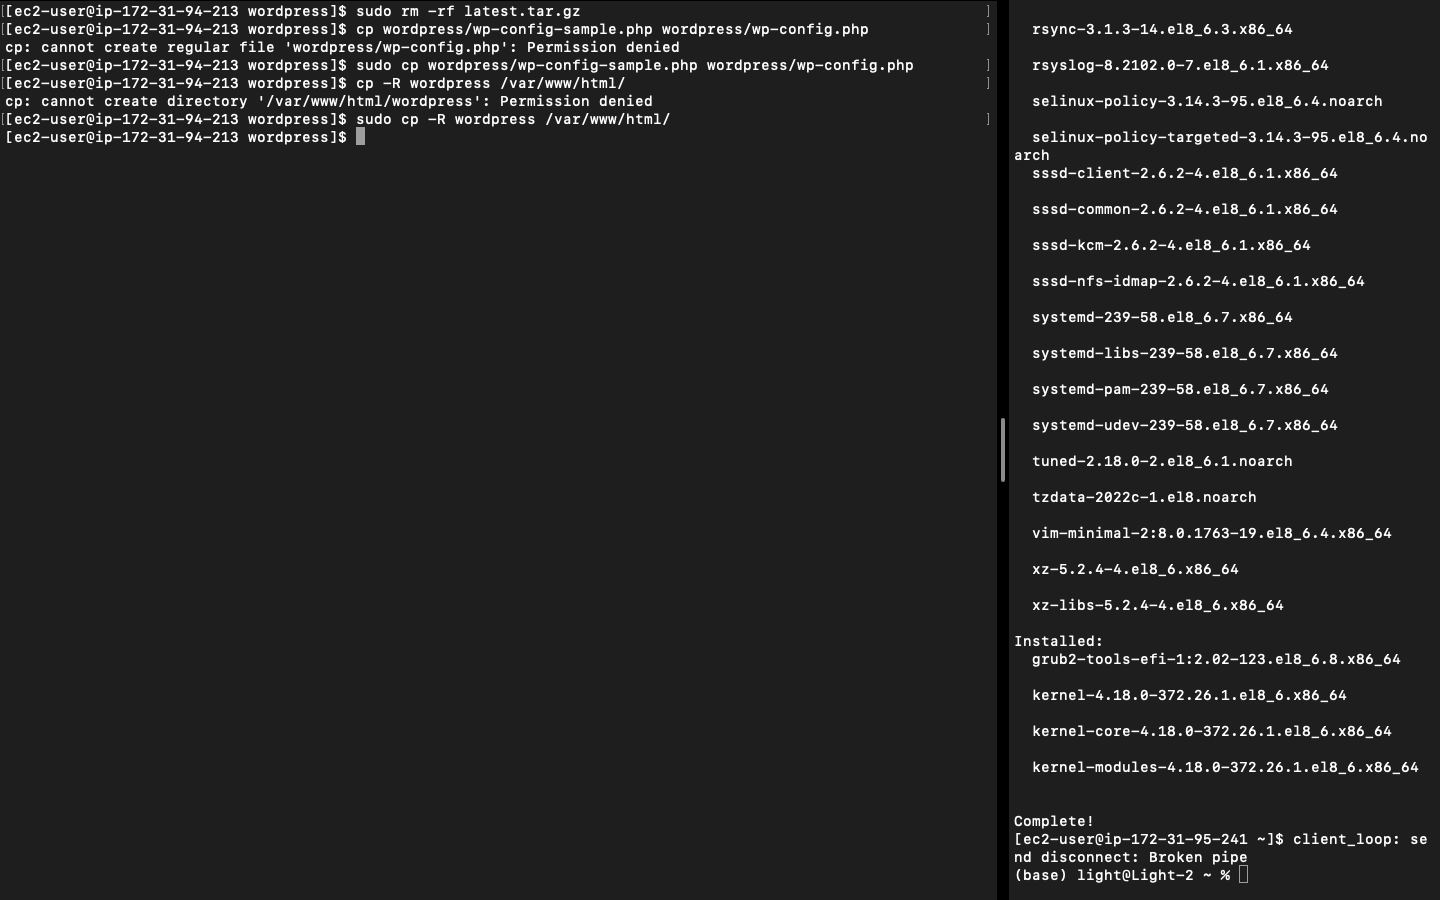 [ec2-user@ip-172-31-94-213 wordpress]$ sudo rm -rf latest.tar.gz
[ec2-user@ip-172-31-94-213 wordpress]$ cp wordpress/wp-config-sample.php wordpress/wp-config.php
cp: cannot create regular file 'wordpress/wp-config.php': Permission denied
[ec2-user@ip-172-31-94-213 wordpress]$ sudo cp wordpress/wp-config-sample.php wordpress/wp-config.php
[ec2-user@ip-172-31-94-213 wordpress]$ cp -R wordpress /var/www/html/
cp: cannot create directory '/var/www/html/wordpress': Permission denied
[ec2-user@ip-172-31-94-213 wordpress]$ sudo cp -R wordpress /var/www/html/
[ec2-user@ip-172-31-94-213 wordpress]$
rsync-3.1.3-14.el8_6.3.x86_64
rsyslog-8.2102.0-7.el8_6.1.x86_64
selinux-policy-3.14.3-95.el8_6.4.noarch
selinux-policy-targeted-3.14.3-95.el8_6.4.no
arch
sssd-client-2.6.2-4.el8_6.1.x86_64
sssd-common-2.6.2-4.el8_6.1.x86_64
sssd-kcm-2.6.2-4.el8_6.1.x86_64
sssd-nfs-idmap-2.6.2-4.el8_6.1.x86_64
systemd-239-58.el8_6.7.x86_64
systemd-libs-239-58.el8_6.7.x86_64
systemd-pam-239-58.el8_6.7.x86_64
systemd-udev-239-58.el8_6.7.x86_64
tuned-2.18.0-2.el8_6.1.noarch
tzdata-2022c-1.el8.noarch
vim-minimal-2:8.0.1763-19.el8_6.4.x86_64
xz-5.2.4-4.el8_6.x86_64
xz-libs-5.2.4-4.el8_6.x86_64
Installed:
grub2-tools-efi-1:2.02-123.el8_6.8.x86_64
kernel-4.18.0-372.26.1.el8_6.x86_64
kernel-core-4.18.0-372.26.1.el8_6.x86_64
kernel-modules-4.18.0-372.26.1.el8_6.x86_64
Complete!
[ec2-user@ip-172-31-95-241 ~]$ client_loop: se
nd disconnect: Broken pipe
(base) light@Light-2 ~ %